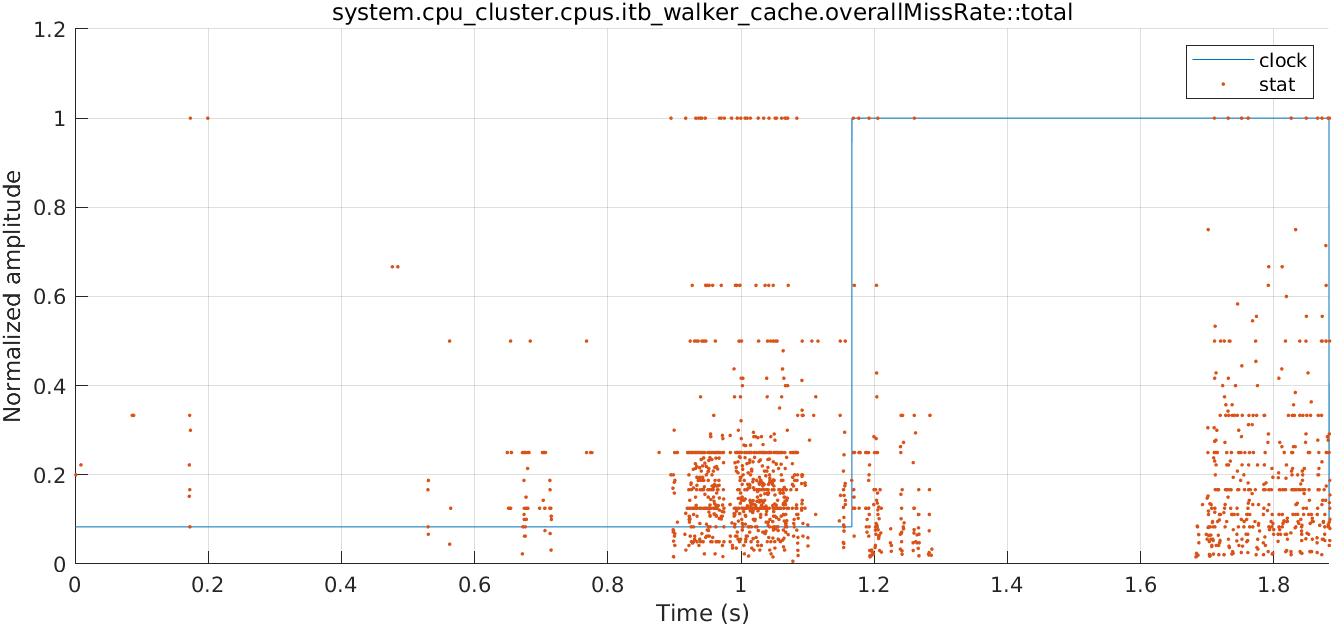 system.cpu_cluster.cpus.itb_walker_cache.overallMissRate::total
clock
stat
Normalized amplitude
1.2
1
0.8
0.6
0.4
0.2
0
0 0.2 0.4 0.6 0.8 1 1.2 1.4 1.6 1.8
Time (s)